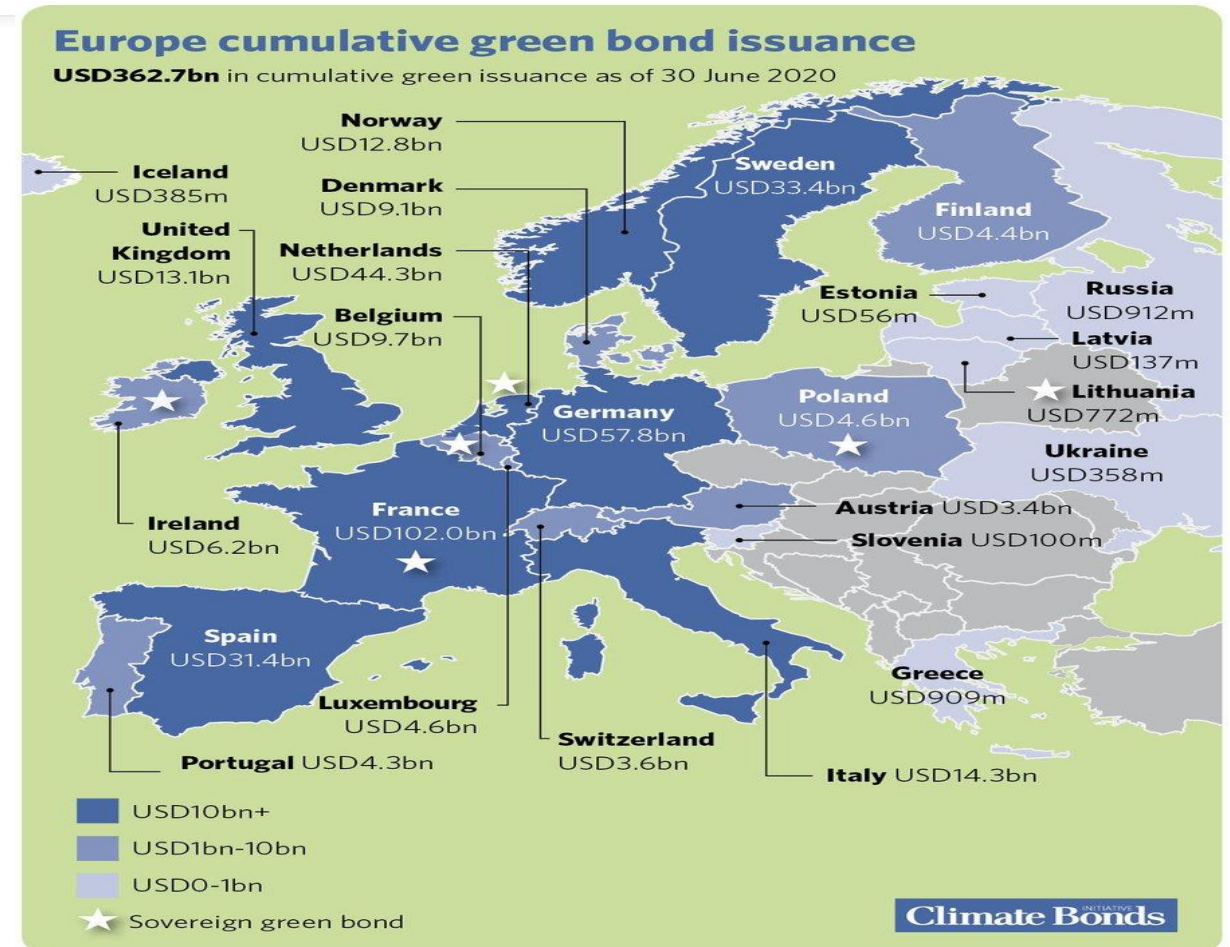 Europe cumulative green bond issuance
USD362.7bn in cumulative green issuance as of 30 June 2020
Norway
USD12.8bn
Iceland
USD385m
Denmark
USD9.1bn
Sweden
USD33.4bn
Finland
USD4.4bn
United
Kingdom
USD13.1bn
Netherlands
USD44.3bn
Belgium
USD9.7bn
Estonia
USD56m
Russia
USD912m
Latvia
USD137m
Lithuania
USD772m
Germany
USD57.8bn
Poland
USD4.6bn
Ukraine
USD358m
France
USD102.0bn
Austria USD3.4bn
Slovenia USD100m
Ireland
USD6.2bn
Spain
USD31.4bn
Greece
USD909m
Luxembourg
USD4.6bn
Switzerland
USD3.6bn
Portugal USD4.3bn
Italy USD14.3bn
USD10bn+
USD1bn-10bn
USD0-1bn
Sovereign green bond
Climate Bonds
INITIATIVE